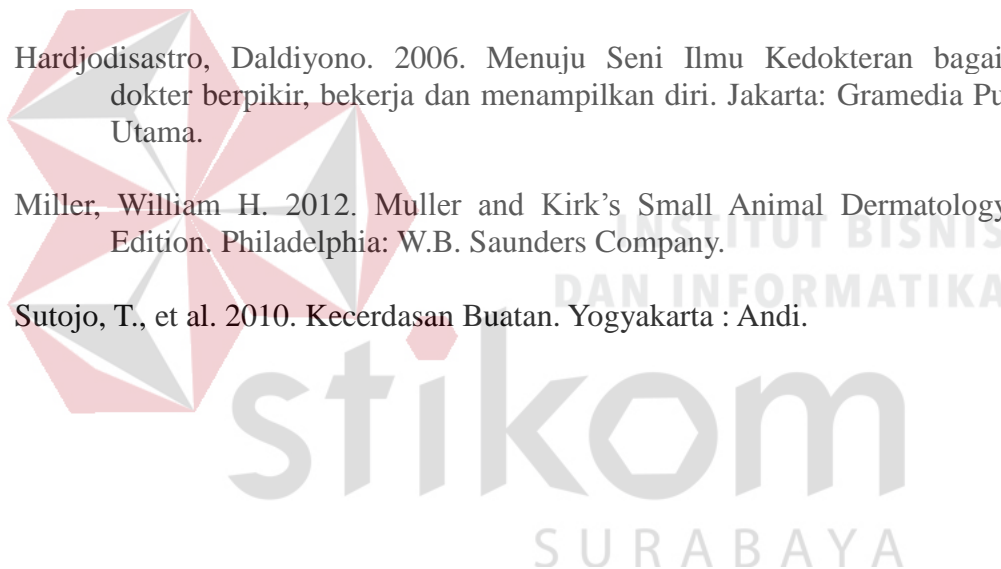 Hardjodisastro, Daldiyono. 2006. Menuju Seni Ilmu Kedokteran bagai
dokter berpikir, bekerja dan menampilkan diri. Jakarta: Gramedia Pu
Utama.
Miller, William H. 2012. Muller and Kirk’s Small Animal Dermatology
Edition. Philadelphia: W.B. Saunders Company.
INSTITUT BISNIS
DAN INFORMATIKA
Sutojo, T., et al. 2010. Kecerdasan Buatan. Yogyakarta : Andi.
stikom
SURABAYA